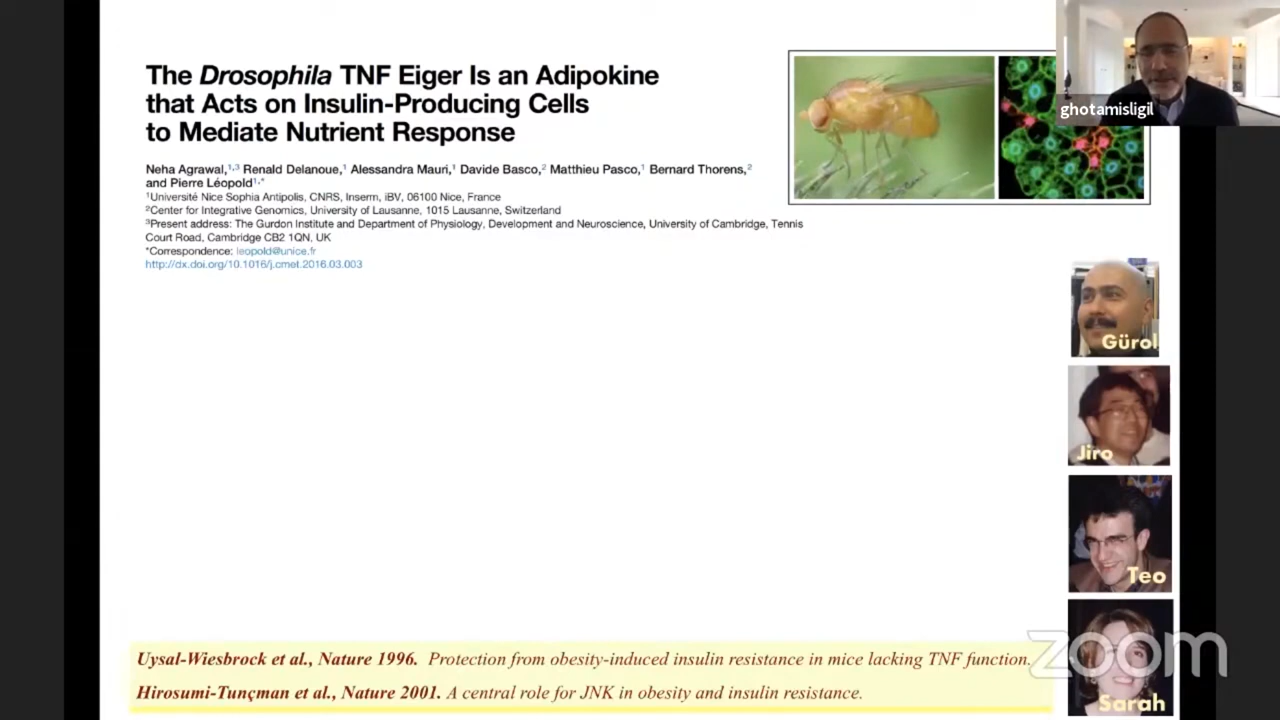 The Drosophila TNF Eiger Is an Adipokine
that Acts on Insulin-Producing Cells
to Mediate Nutrient Response
Neha Agrawal,1,3 Renald Delanoue,1 Alessandra Mauri,1 Davide Basco,2 Matthieu Pasco,1 Bernard Thorens,2
and Pierre Léopold1,*
1Université Nice Sophia Antipolis, CNRS, Inserm, iBV, 06100 Nice, France
2Center for Integrative Genomics, University of Lausanne, 1015 Lausanne, Switzerland
3Present address: The Gurdon Institute and Department of Physiology, Development and Neuroscience, University of Cambridge, Tennis
Court Road, Cambridge CB2 1QN, UK
*Correspondence: leopold@unice.fr
http://dx.doi.org/10.1016/j.cmet.2016.03.003
ghotamisligil
Gürol
Jiro
Teo
Sarah
zoom
Uysal-Wiesbrock et al., Nature 1996. Protection from obesity-induced insulin resistance in mice lacking TNF function.
Hirosumi-Tunçman et al., Nature 2001. A central role for JNK in obesity and insulin resistance.